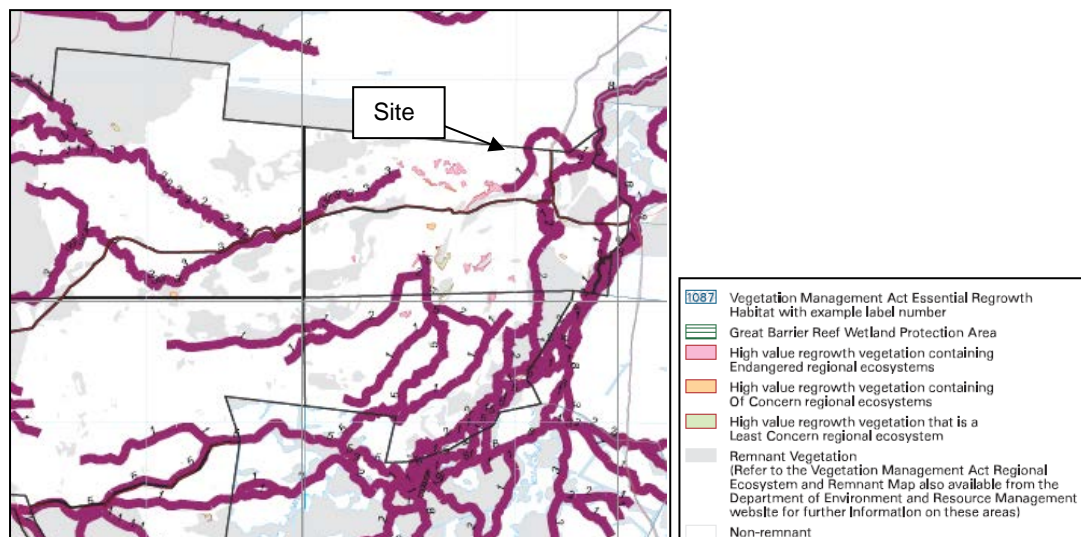 Site
1087 Vegetation Management Act Essential Regrowth
Habitat with example label number
Great Barrier Reef Wetland Protection Area
High value regrowth vegetation containing
Endangered regional ecosystems
High value regrowth vegetation containing
Of Concern regional ecosystems
High value regrowth vegetation that is a
Least Concern regional ecosystem
Remnant Vegetation
(Refer to the Vegetation Management Act Regional
Ecosystem and Remnant Map also available from the
Department of Environment and Resource Management
website for further Information on these areas)
Non-remnant